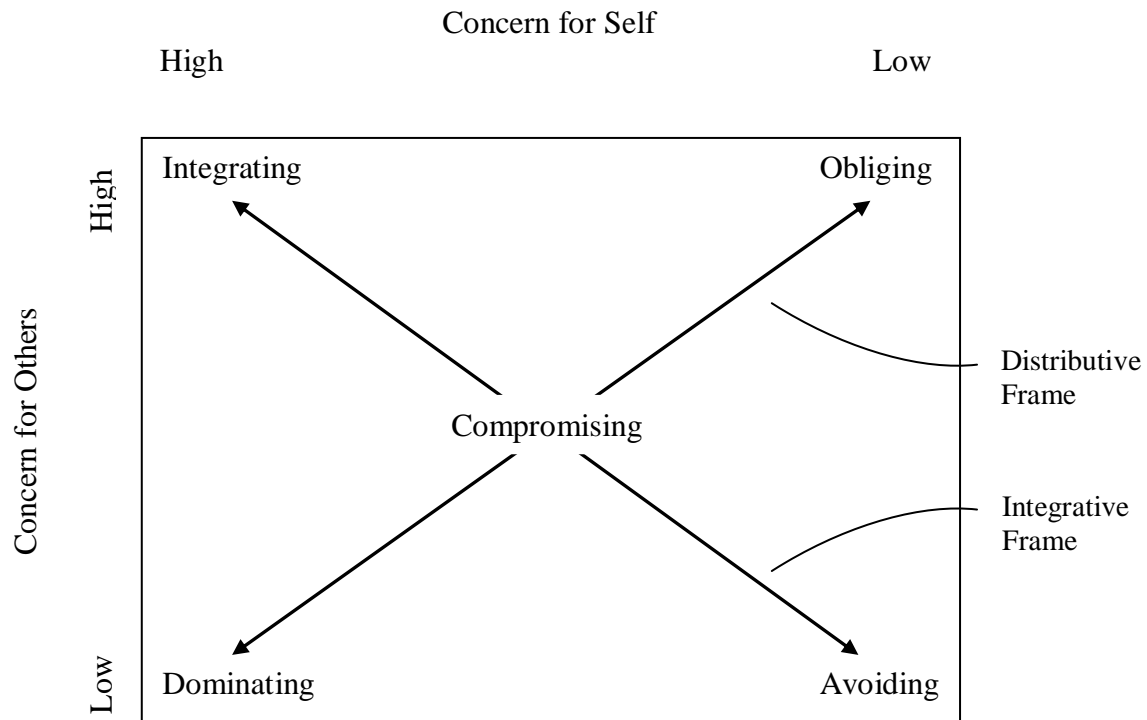 Concern for Self
High Low
Integrating Obliging
High
Concern for Others
Distributive
Frame
Compromising
Integrative
Frame
Low
Dominating Avoiding